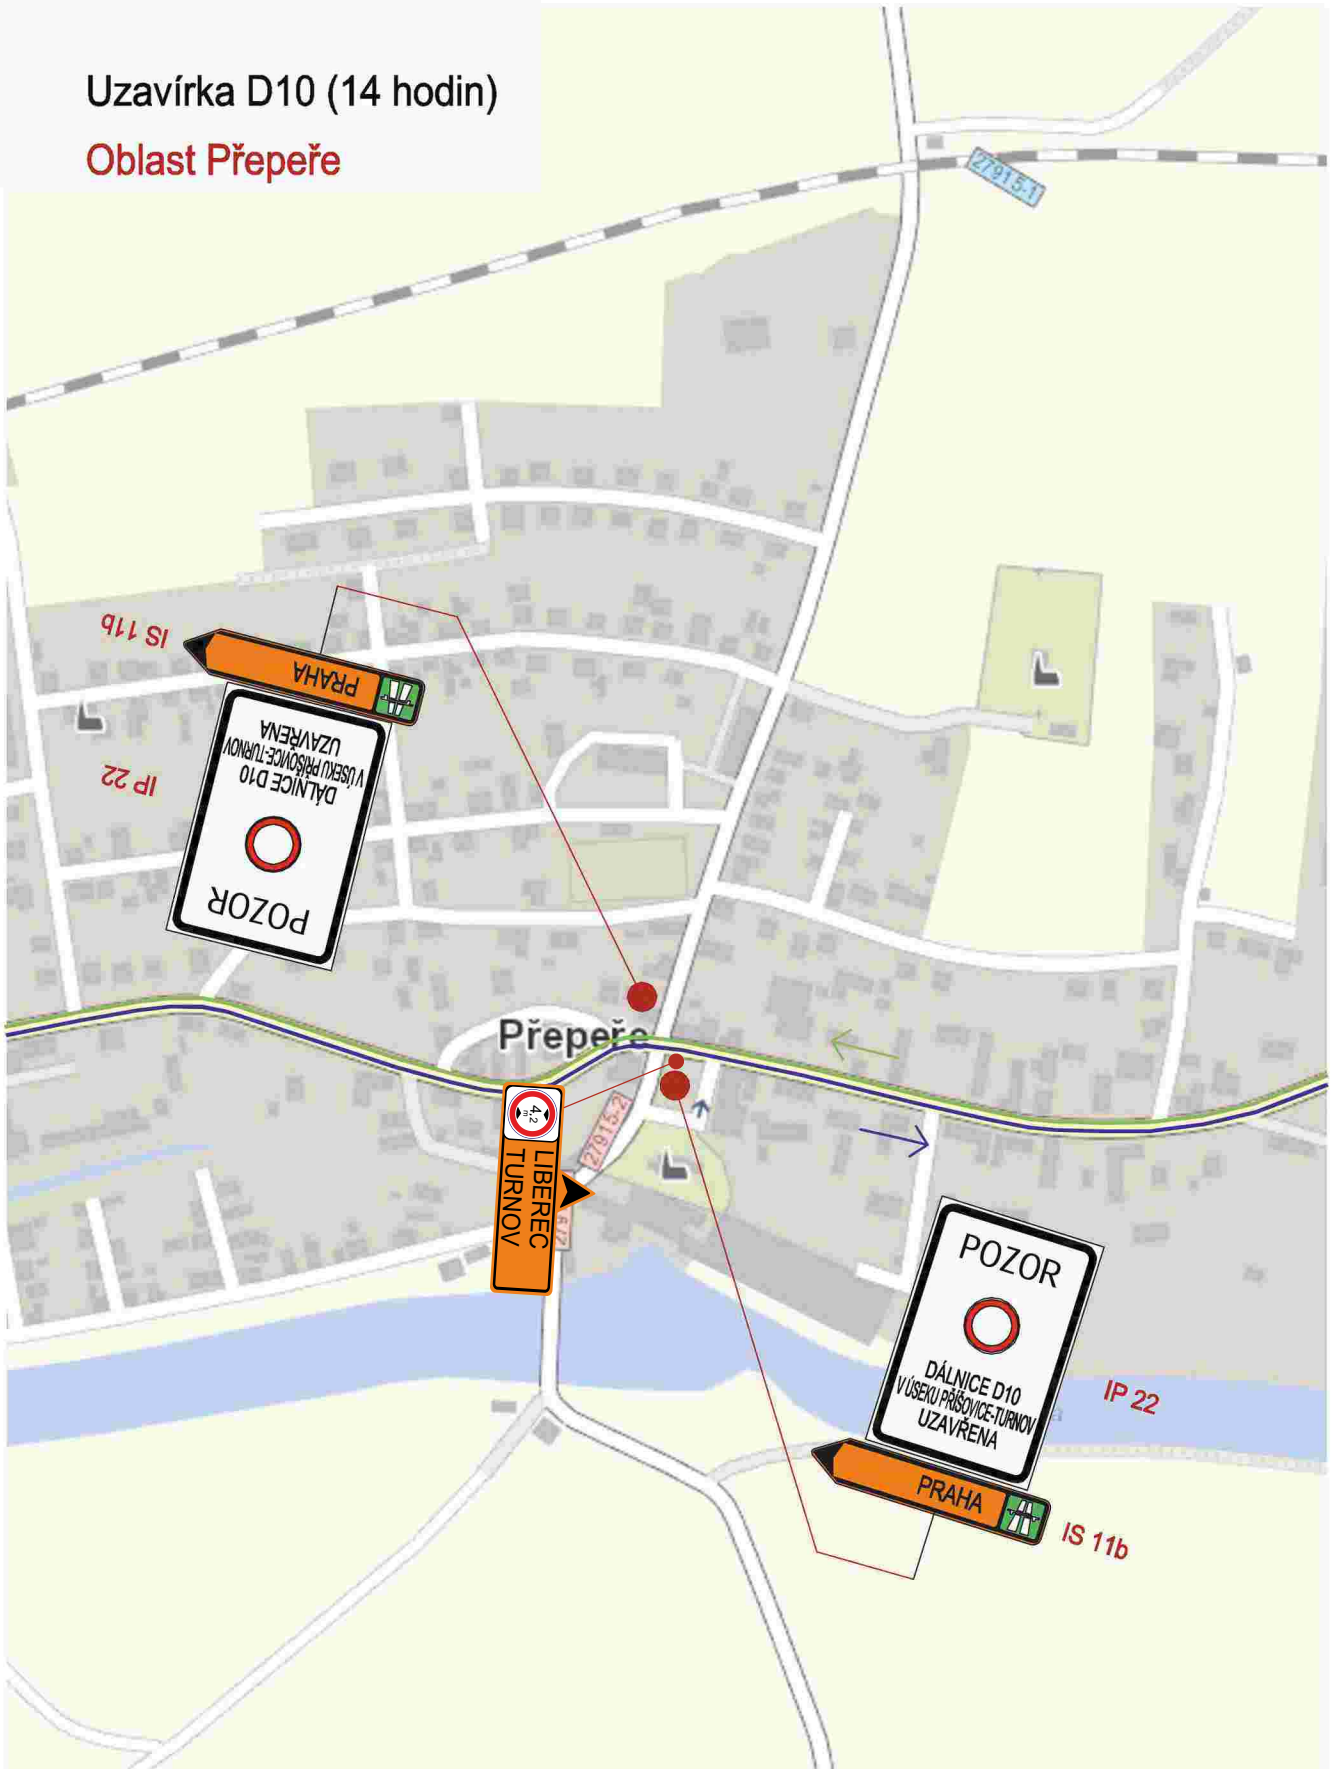 Uzavírka D10 (14 hodin)
Oblast Přepeře
27915-1
IS 11b
PRAHA
IP 22
POZOR
DÁLNICE D10
V ÚSEKU PŘÍŠOVICE-TURNOV
UZAVŘENA
Přepeře
27915-2
4,2
m
LIBEREC
TURNOV
POZOR
DÁLNICE D10
V ÚSEKU PŘÍŠOVICE-TURNOV
UZAVŘENA
IP 22
PRAHA
IS 11b